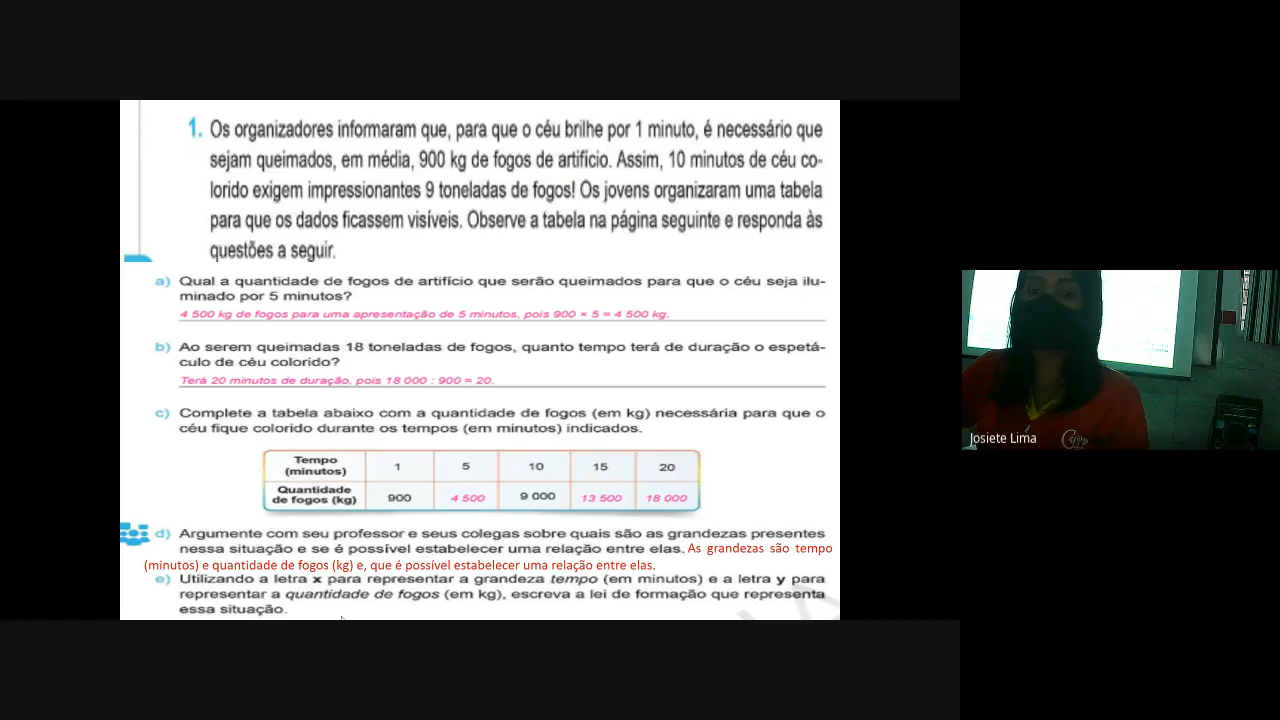 1. Os organizadores informaram que, para que o céu brilhe por 1 minuto, é necessário que
sejam queimados, em média, 900 kg de fogos de artifício. Assim, 10 minutos de céu co-
lorido exigem impressionantes 9 toneladas de fogos! Os jovens organizaram uma tabela
para que os dados ficassem visíveis. Observe a tabela na página seguinte e responda às
questões a seguir.
a) Qual a quantidade de fogos de artifício que serão queimados para que o céu seja ilu-
minado por 5 minutos?
4 500 kg de fogos para uma apresentação de 5 minutos, pois 900 × 5 = 4 500 kg.
b) Ao serem queimadas 18 toneladas de fogos, quanto tempo terá de duração o espetá-
culo de céu colorido?
Terá 20 minutos de duração, pois 18 000 : 900 = 20.
c) Complete a tabela abaixo com a quantidade de fogos (em kg) necessária para que o
céu fique colorido durante os tempos (em minutos) indicados.
Tempo
(minutos) 1 5 10 15 20
Quantidade
de fogos (kg) 900 4 500 9 000 13 500 18 000
d) Argumente com seu professor e seus colegas sobre quais são as grandezas presentes
nessa situação e se é possível estabelecer uma relação entre elas. As grandezas são tempo
(minutos) e quantidade de fogos (kg) e, que é possível estabelecer uma relação entre elas.
e) Utilizando a letra x para representar a grandeza tempo (em minutos) e a letra y para
representar a quantidade de fogos (em kg), escreva a lei de formação que representa
essa situação.
Josiete Lima